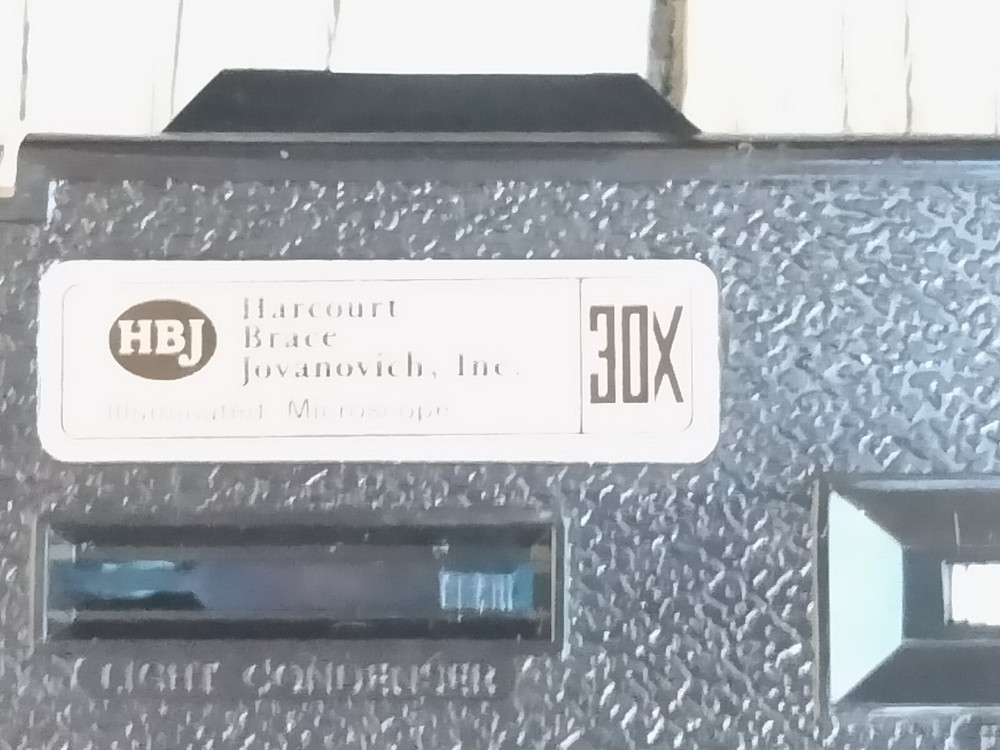 HBJ
Harcourt
Brace
Jovanovich, Inc.
Illuminated Microscope
30X
LIGHT CONDENSER